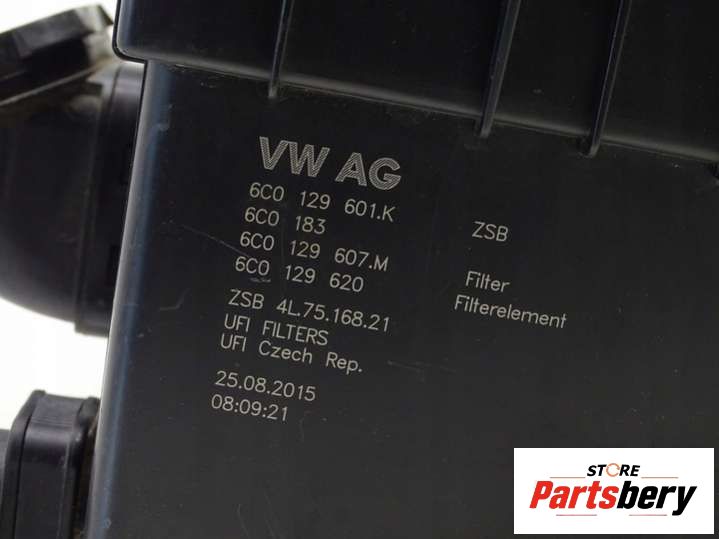 VW AG
6C0 129 601.K ZSB
6C0 183
6C0 129 607.M Filter
6C0 129 620 Filterelement
ZSB 4L.75.168.21
UFI FILTERS
UFI Czech Rep.
25.08.2015
08:09:21
STORE
Partsbery